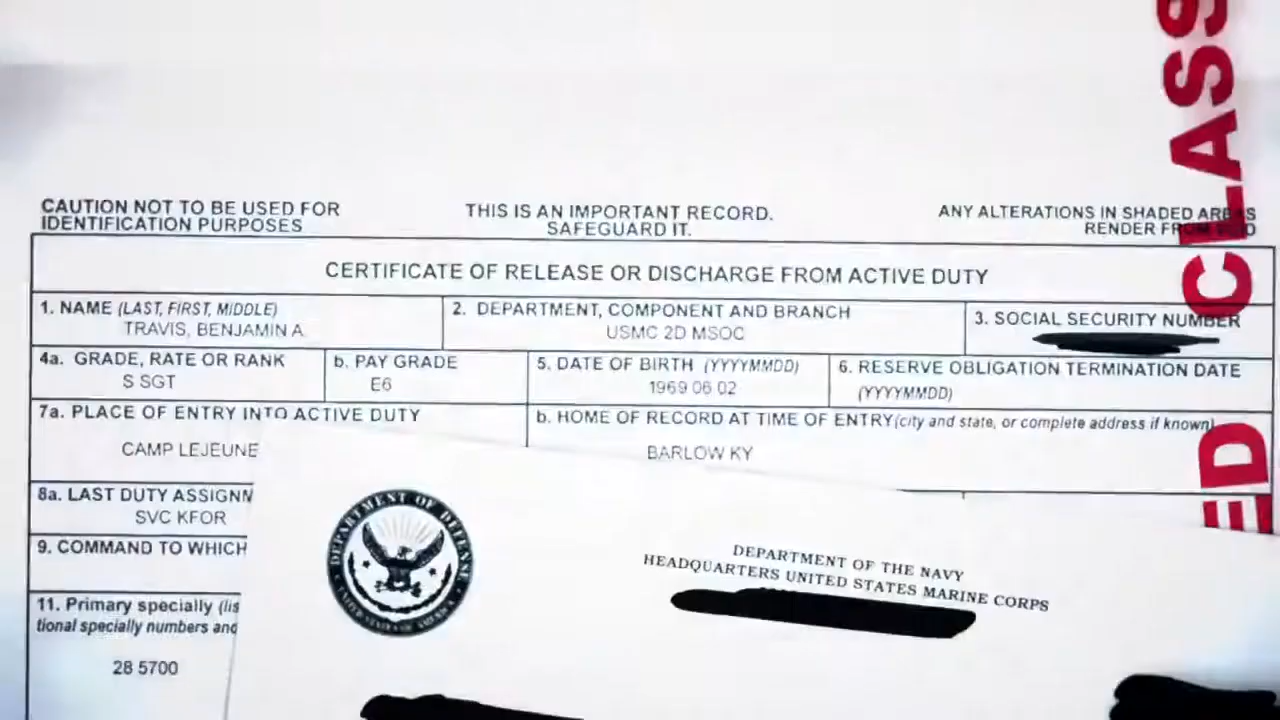 CAUTION NOT TO BE USED FOR
IDENTIFICATION PURPOSES
THIS IS AN IMPORTANT RECORD.
SAFEGUARD IT.
ANY ALTERATIONS IN SHADED AREAS
RENDER FROM VOID
CERTIFICATE OF RELEASE OR DISCHARGE FROM ACTIVE DUTY
1. NAME (LAST, FIRST, MIDDLE)
TRAVIS, BENJAMIN A.
2. DEPARTMENT, COMPONENT AND BRANCH
USMC 2D MSOC
3. SOCIAL SECURITY NUMBER
4a. GRADE, RATE OR RANK
S SGT
b. PAY GRADE
E6
5. DATE OF BIRTH (YYYYMMDD)
1969 06 02
6. RESERVE OBLIGATION TERMINATION DATE
(YYYYMMDD)
7a. PLACE OF ENTRY INTO ACTIVE DUTY
CAMP LEJEUNE
b. HOME OF RECORD AT TIME OF ENTRY(city and state, or complete address if known)
BARLOW KY
8a. LAST DUTY ASSIGNM
SVC KFOR
9. COMMAND TO WHICH
11. Primary specially (lis
tional specially numbers and
28 5700
DEPARTMENT OF DEFENSE
UNITED STATES OF AMERICA
DEPARTMENT OF THE NAVY
HEADQUARTERS UNITED STATES MARINE CORPS
CLASS
ED